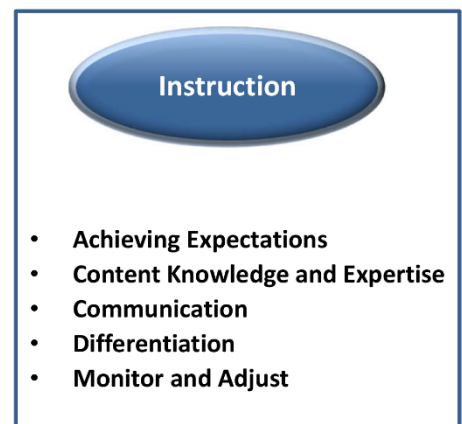 Instruction
• Achieving Expectations
• Content Knowledge and Expertise
• Communication
• Differentiation
• Monitor and Adjust